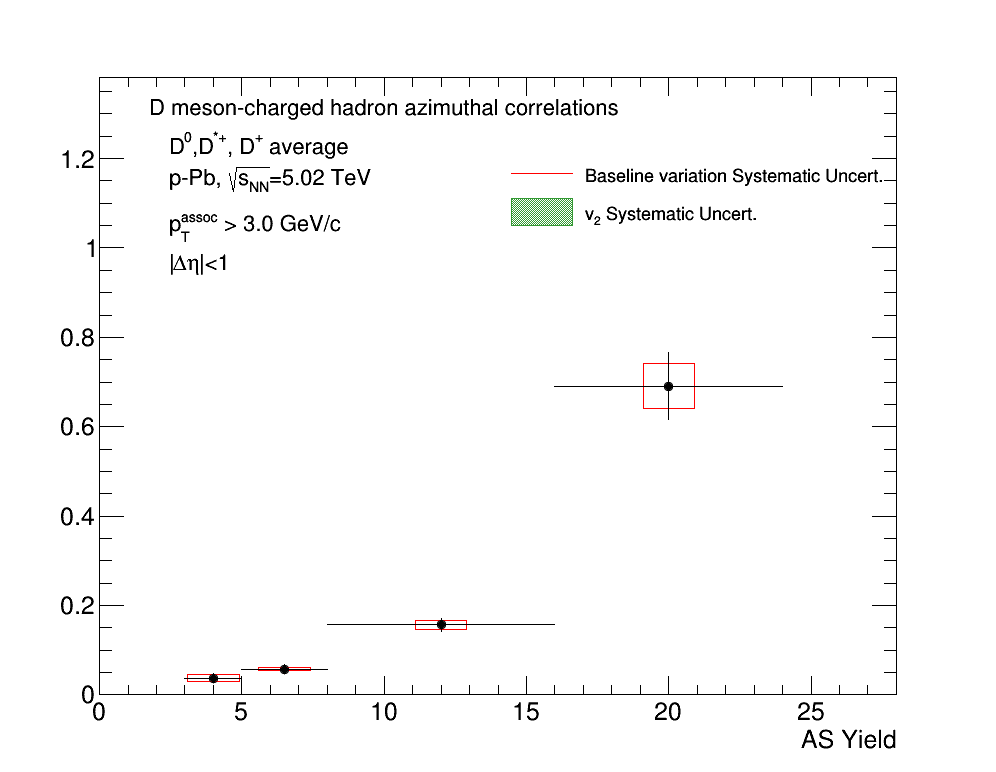 D meson-charged hadron azimuthal correlations
D⁰,D*⁺, D⁺ average
p-Pb, √sNN=5.02 TeV
pTassoc > 3.0 GeV/c
|Δη|<1
Baseline variation Systematic Uncert.
v₂ Systematic Uncert.
1.2
1
0.8
0.6
0.4
0.2
0
0 5 10 15 20 25
AS Yield